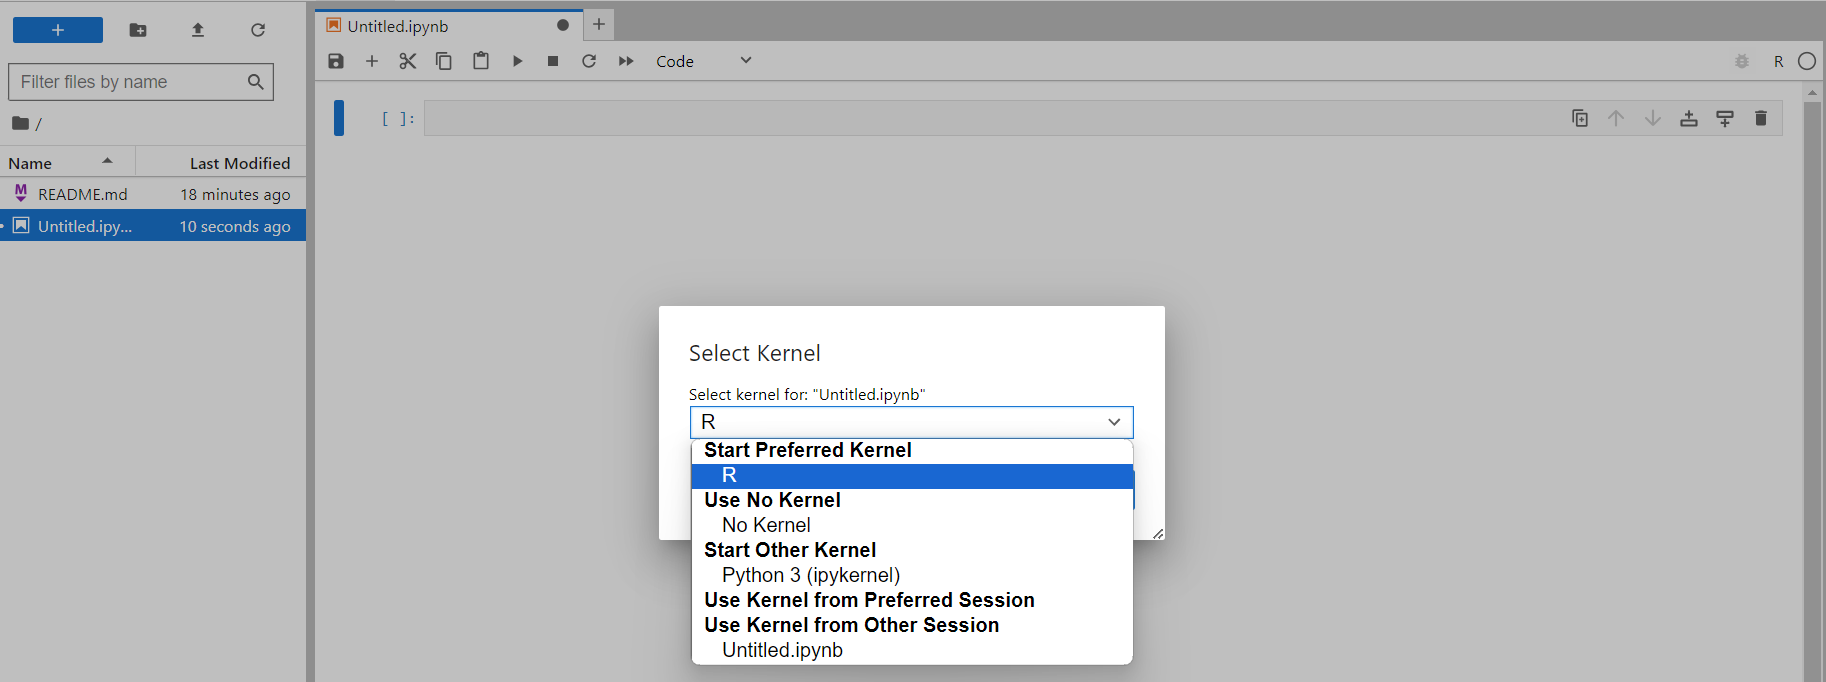 Untitled.ipynb
Code
R
Filter files by name
/
[ ]:
Name Last Modified
README.md 18 minutes ago
Untitled.ipy... 10 seconds ago
Select Kernel
Select kernel for: "Untitled.ipynb"
R
Start Preferred Kernel
R
Use No Kernel
No Kernel
Start Other Kernel
Python 3 (ipykernel)
Use Kernel from Preferred Session
Use Kernel from Other Session
Untitled.ipynb